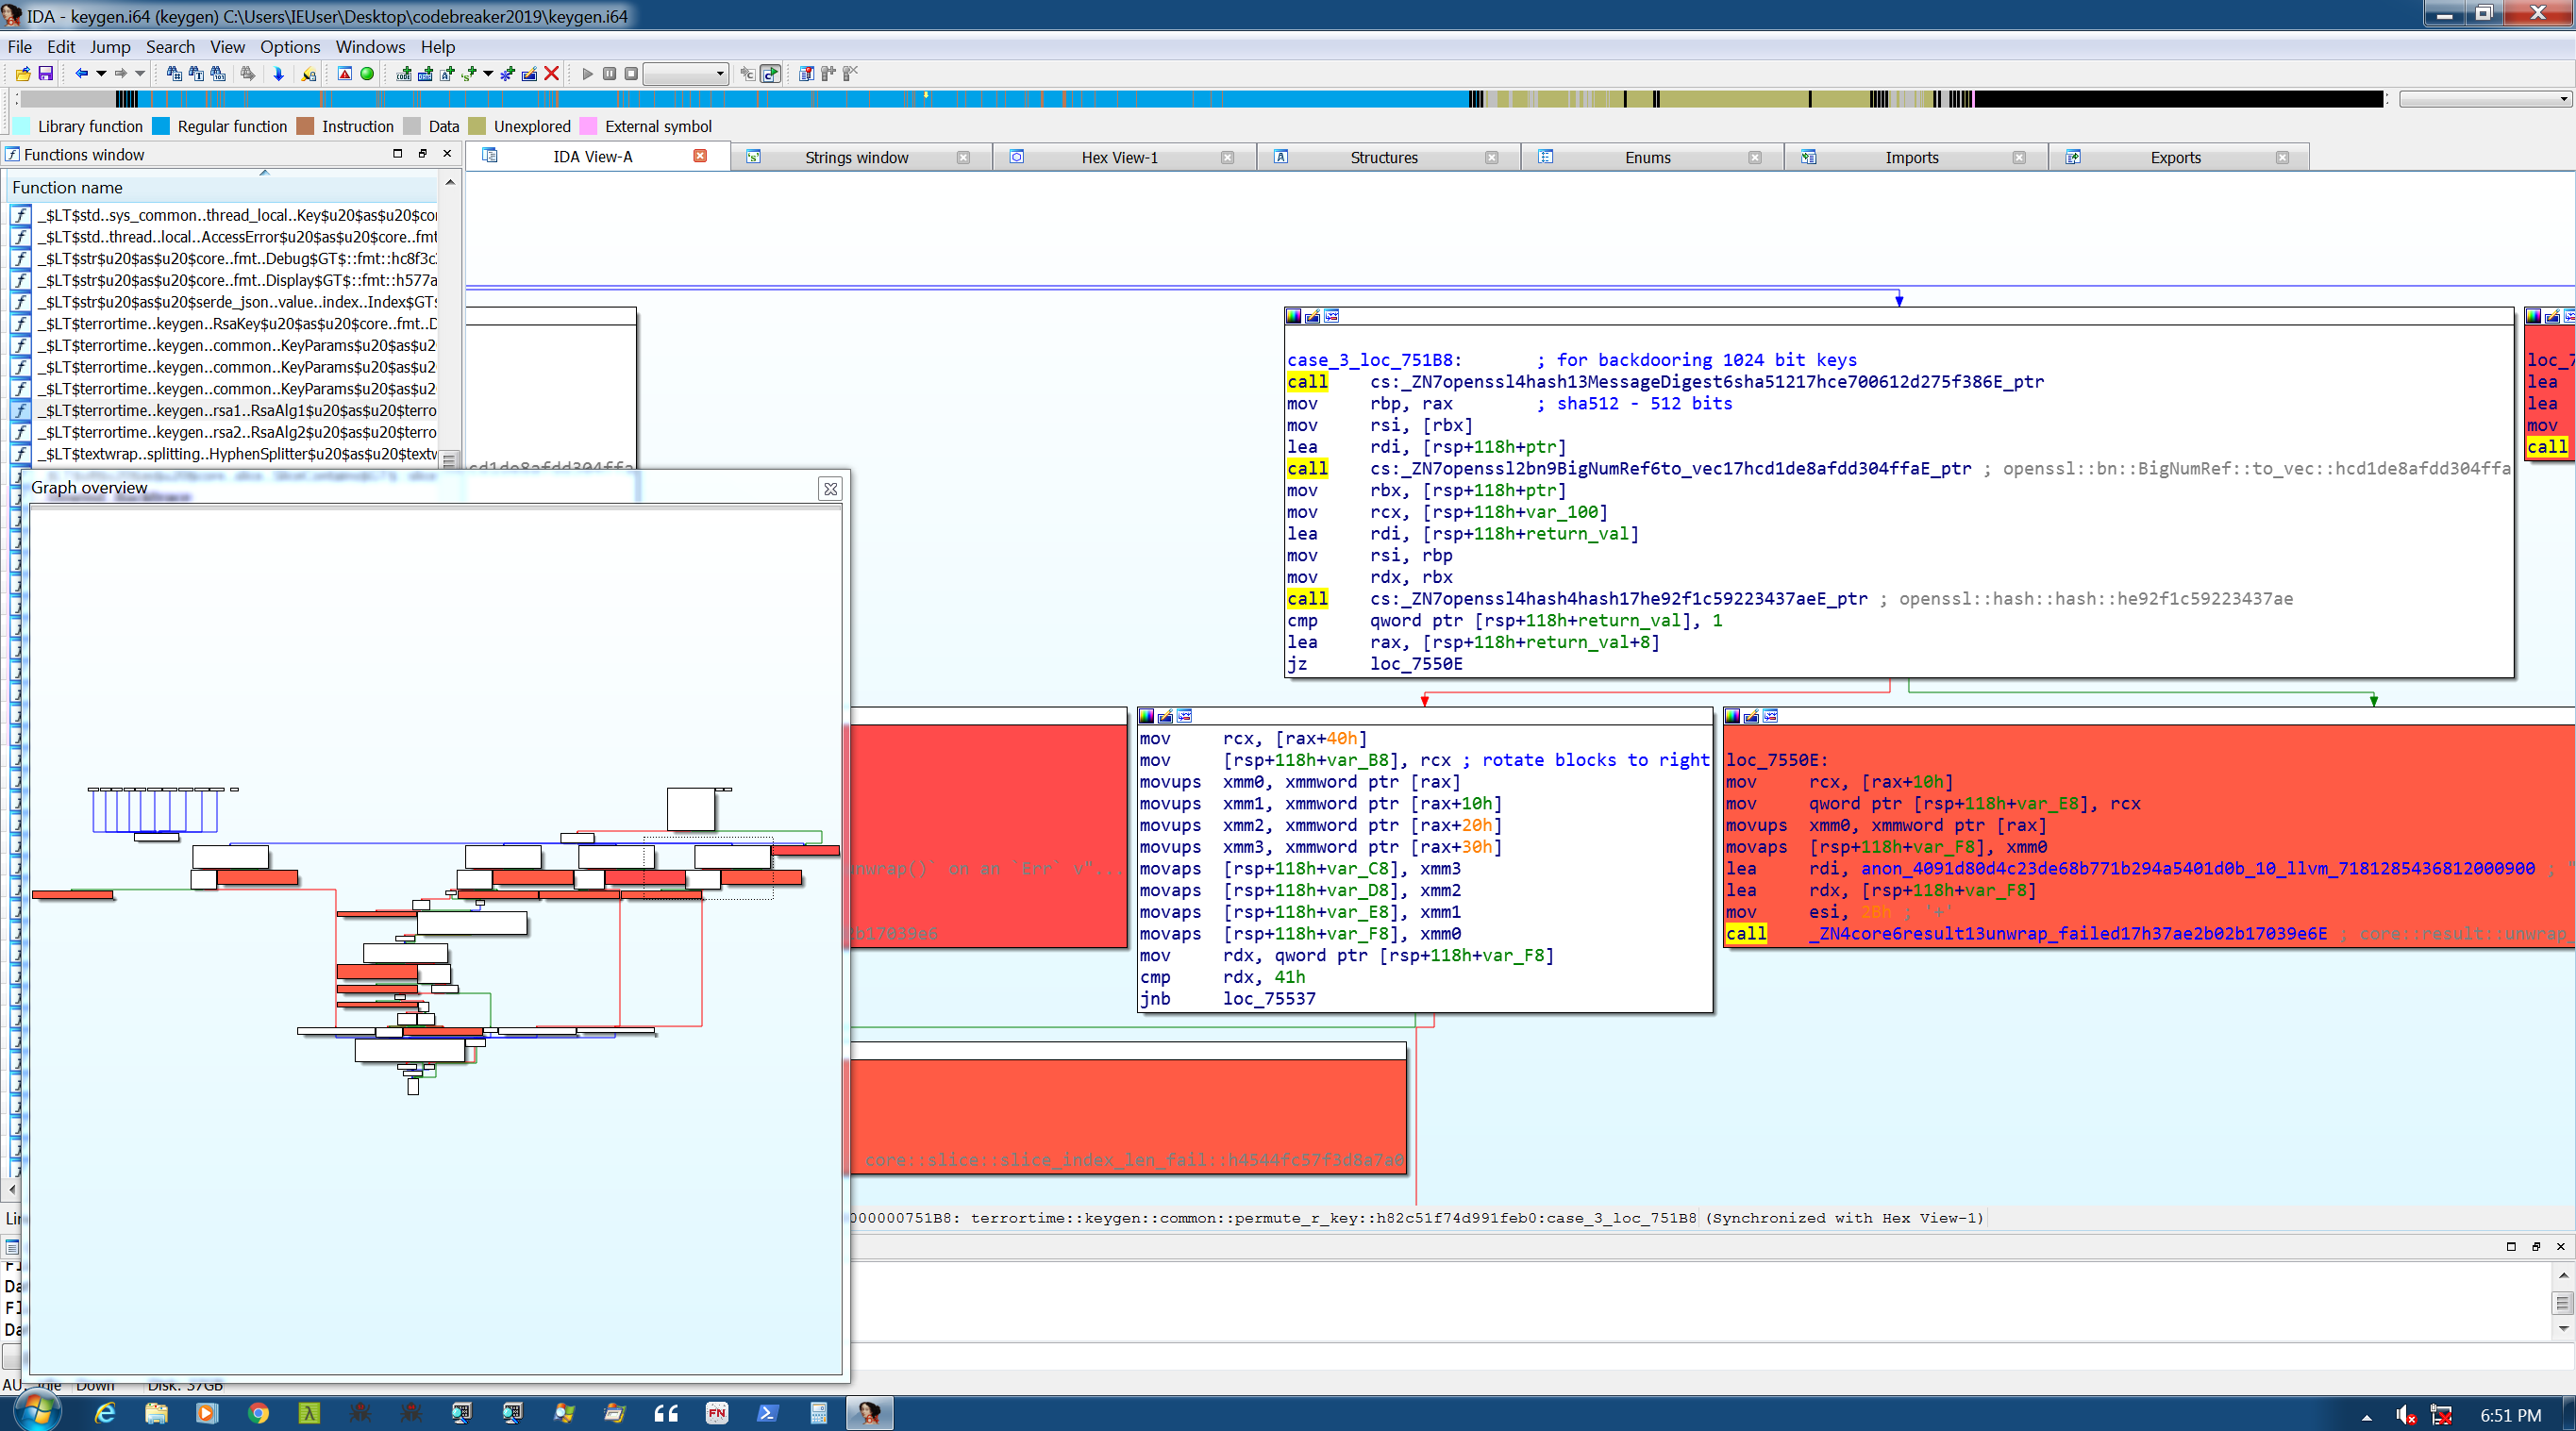 IDA - keygen.i64 (keygen) C:\Users\IEUser\Desktop\codebreaker2019\keygen.i64
File Edit Jump Search View Options Windows Help
Library function Regular function Instruction Data Unexplored External symbol
Functions window
IDA View-A Strings window Hex View-1 Structures Enums Imports Exports
Function name
_$LT$std..sys_common..thread_local..Key$u20$as$u20$co
_$LT$std..thread..local..AccessError$u20$as$u20$core..fmt
_$LT$str$u20$as$u20$core..fmt..Debug$GT$::fmt::hc8f3c
_$LT$str$u20$as$u20$core..fmt..Display$GT$::fmt::h577a
_$LT$str$u20$as$u20$serde_json..value..index..Index$GT
_$LT$terrortime..keygen..RsaKey$u20$as$u20$core..fmt..D
_$LT$terrortime..keygen..common..KeyParams$u20$as$u
_$LT$terrortime..keygen..common..KeyParams$u20$as$u
_$LT$terrortime..keygen..common..KeyParams$u20$as$u
_$LT$terrortime..keygen..rsa1..RsaAlg1$u20$as$u20$terro
_$LT$terrortime..keygen..rsa2..RsaAlg2$u20$as$u20$terro
_$LT$textwrap..splitting..HyphenSplitter$u20$as$u20$textw
cd1de8afdd304ffa
Graph overview
case_3_loc_751B8: ; for backdooring 1024 bit keys
call cs:_ZN7openssl4hash13MessageDigest6sha51217hce700612d275f386E_ptr
mov rbp, rax ; sha512 - 512 bits
mov rsi, [rbx]
lea rdi, [rsp+118h+ptr]
call cs:_ZN7openssl2bn9BigNumRef6to_vec17hcd1de8afdd304ffaE_ptr ; openssl::bn::BigNumRef::to_vec::hcd1de8afdd304ffa
mov rbx, [rsp+118h+ptr]
mov rcx, [rsp+118h+var_100]
lea rdi, [rsp+118h+return_val]
mov rsi, rbp
mov rdx, rbx
call cs:_ZN7openssl4hash4hash17he92f1c59223437aeE_ptr ; openssl::hash::hash::he92f1c59223437ae
cmp qword ptr [rsp+118h+return_val], 1
lea rax, [rsp+118h+return_val+8]
jz loc_7550E
loc_7
lea
lea
mov
call
nwrap()` on an `Err` v"...
b17039e6
mov rcx, [rax+40h]
mov [rsp+118h+var_B8], rcx ; rotate blocks to right
movups xmm0, xmmword ptr [rax]
movups xmm1, xmmword ptr [rax+10h]
movups xmm2, xmmword ptr [rax+20h]
movups xmm3, xmmword ptr [rax+30h]
movaps [rsp+118h+var_C8], xmm3
movaps [rsp+118h+var_D8], xmm2
movaps [rsp+118h+var_E8], xmm1
movaps [rsp+118h+var_F8], xmm0
mov rdx, qword ptr [rsp+118h+var_F8]
cmp rdx, 41h
jnb loc_75537
loc_7550E:
mov rcx, [rax+10h]
mov qword ptr [rsp+118h+var_E8], rcx
movups xmm0, xmmword ptr [rax]
movaps [rsp+118h+var_F8], xmm0
lea rdi, anon_4091d80d4c23de68b771b294a5401d0b_10_llvm_7181285436812000900 ; "
lea rdx, [rsp+118h+var_F8]
mov esi, 2Bh ; '+'
call _ZN4core6result13unwrap_failed17h37ae2b02b17039e6E ; core::result::unwrap_
core::slice::slice_index_len_fail::h4544fc57f3d8a7a0
000000751B8: terrortime::keygen::common::permute_r_key::h82c51f74d991feb0:case_3_loc_751B8 (Synchronized with Hex View-1)
Li
Da
Fl
Da
AU: idle Down Disk: 37GB
6:51 PM